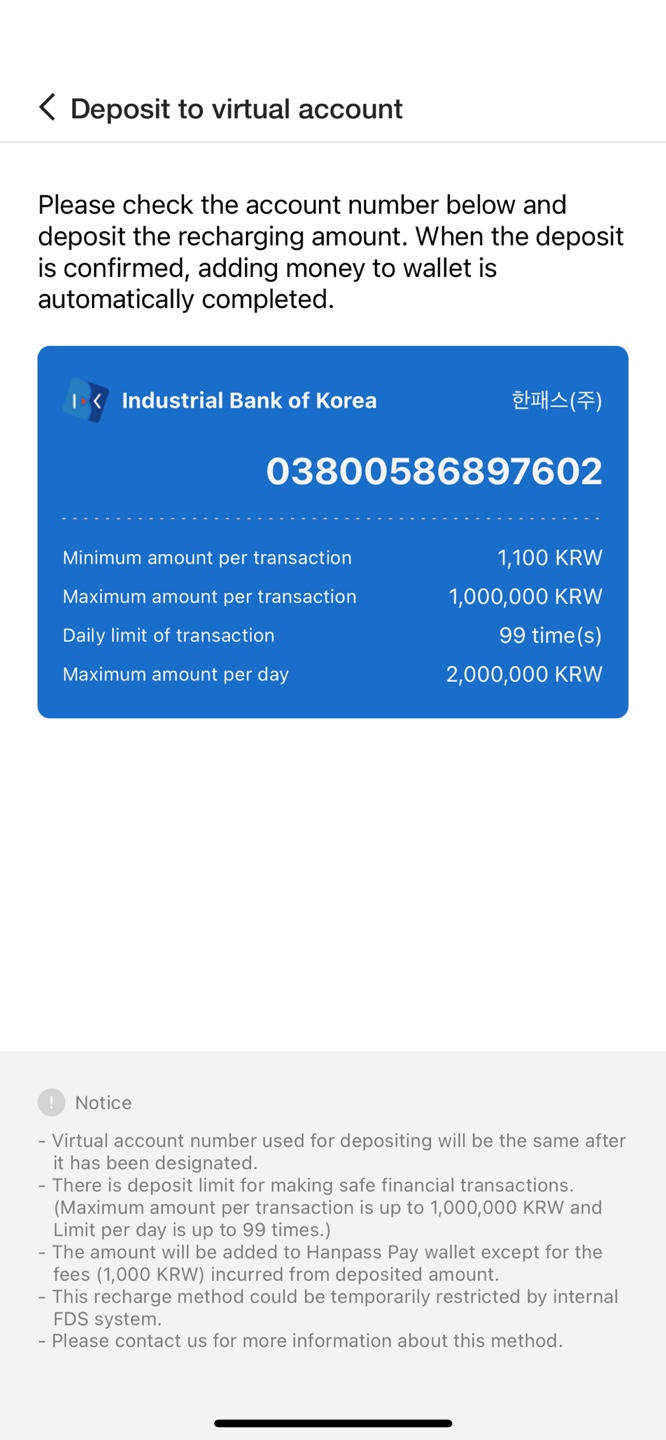 Deposit to virtual account
Please check the account number below and
deposit the recharging amount. When the deposit
is confirmed, adding money to wallet is
automatically completed.
Industrial Bank of Korea 한패스(주)
03800586897602
Minimum amount per transaction 1,100 KRW
Maximum amount per transaction 1,000,000 KRW
Daily limit of transaction 99 time(s)
Maximum amount per day 2,000,000 KRW
! Notice
- Virtual account number used for depositing will be the same after
it has been designated.
- There is deposit limit for making safe financial transactions.
(Maximum amount per transaction is up to 1,000,000 KRW and
Limit per day is up to 99 times.)
- The amount will be added to Hanpass Pay wallet except for the
fees (1,000 KRW) incurred from deposited amount.
- This recharge method could be temporarily restricted by internal
FDS system.
- Please contact us for more information about this method.